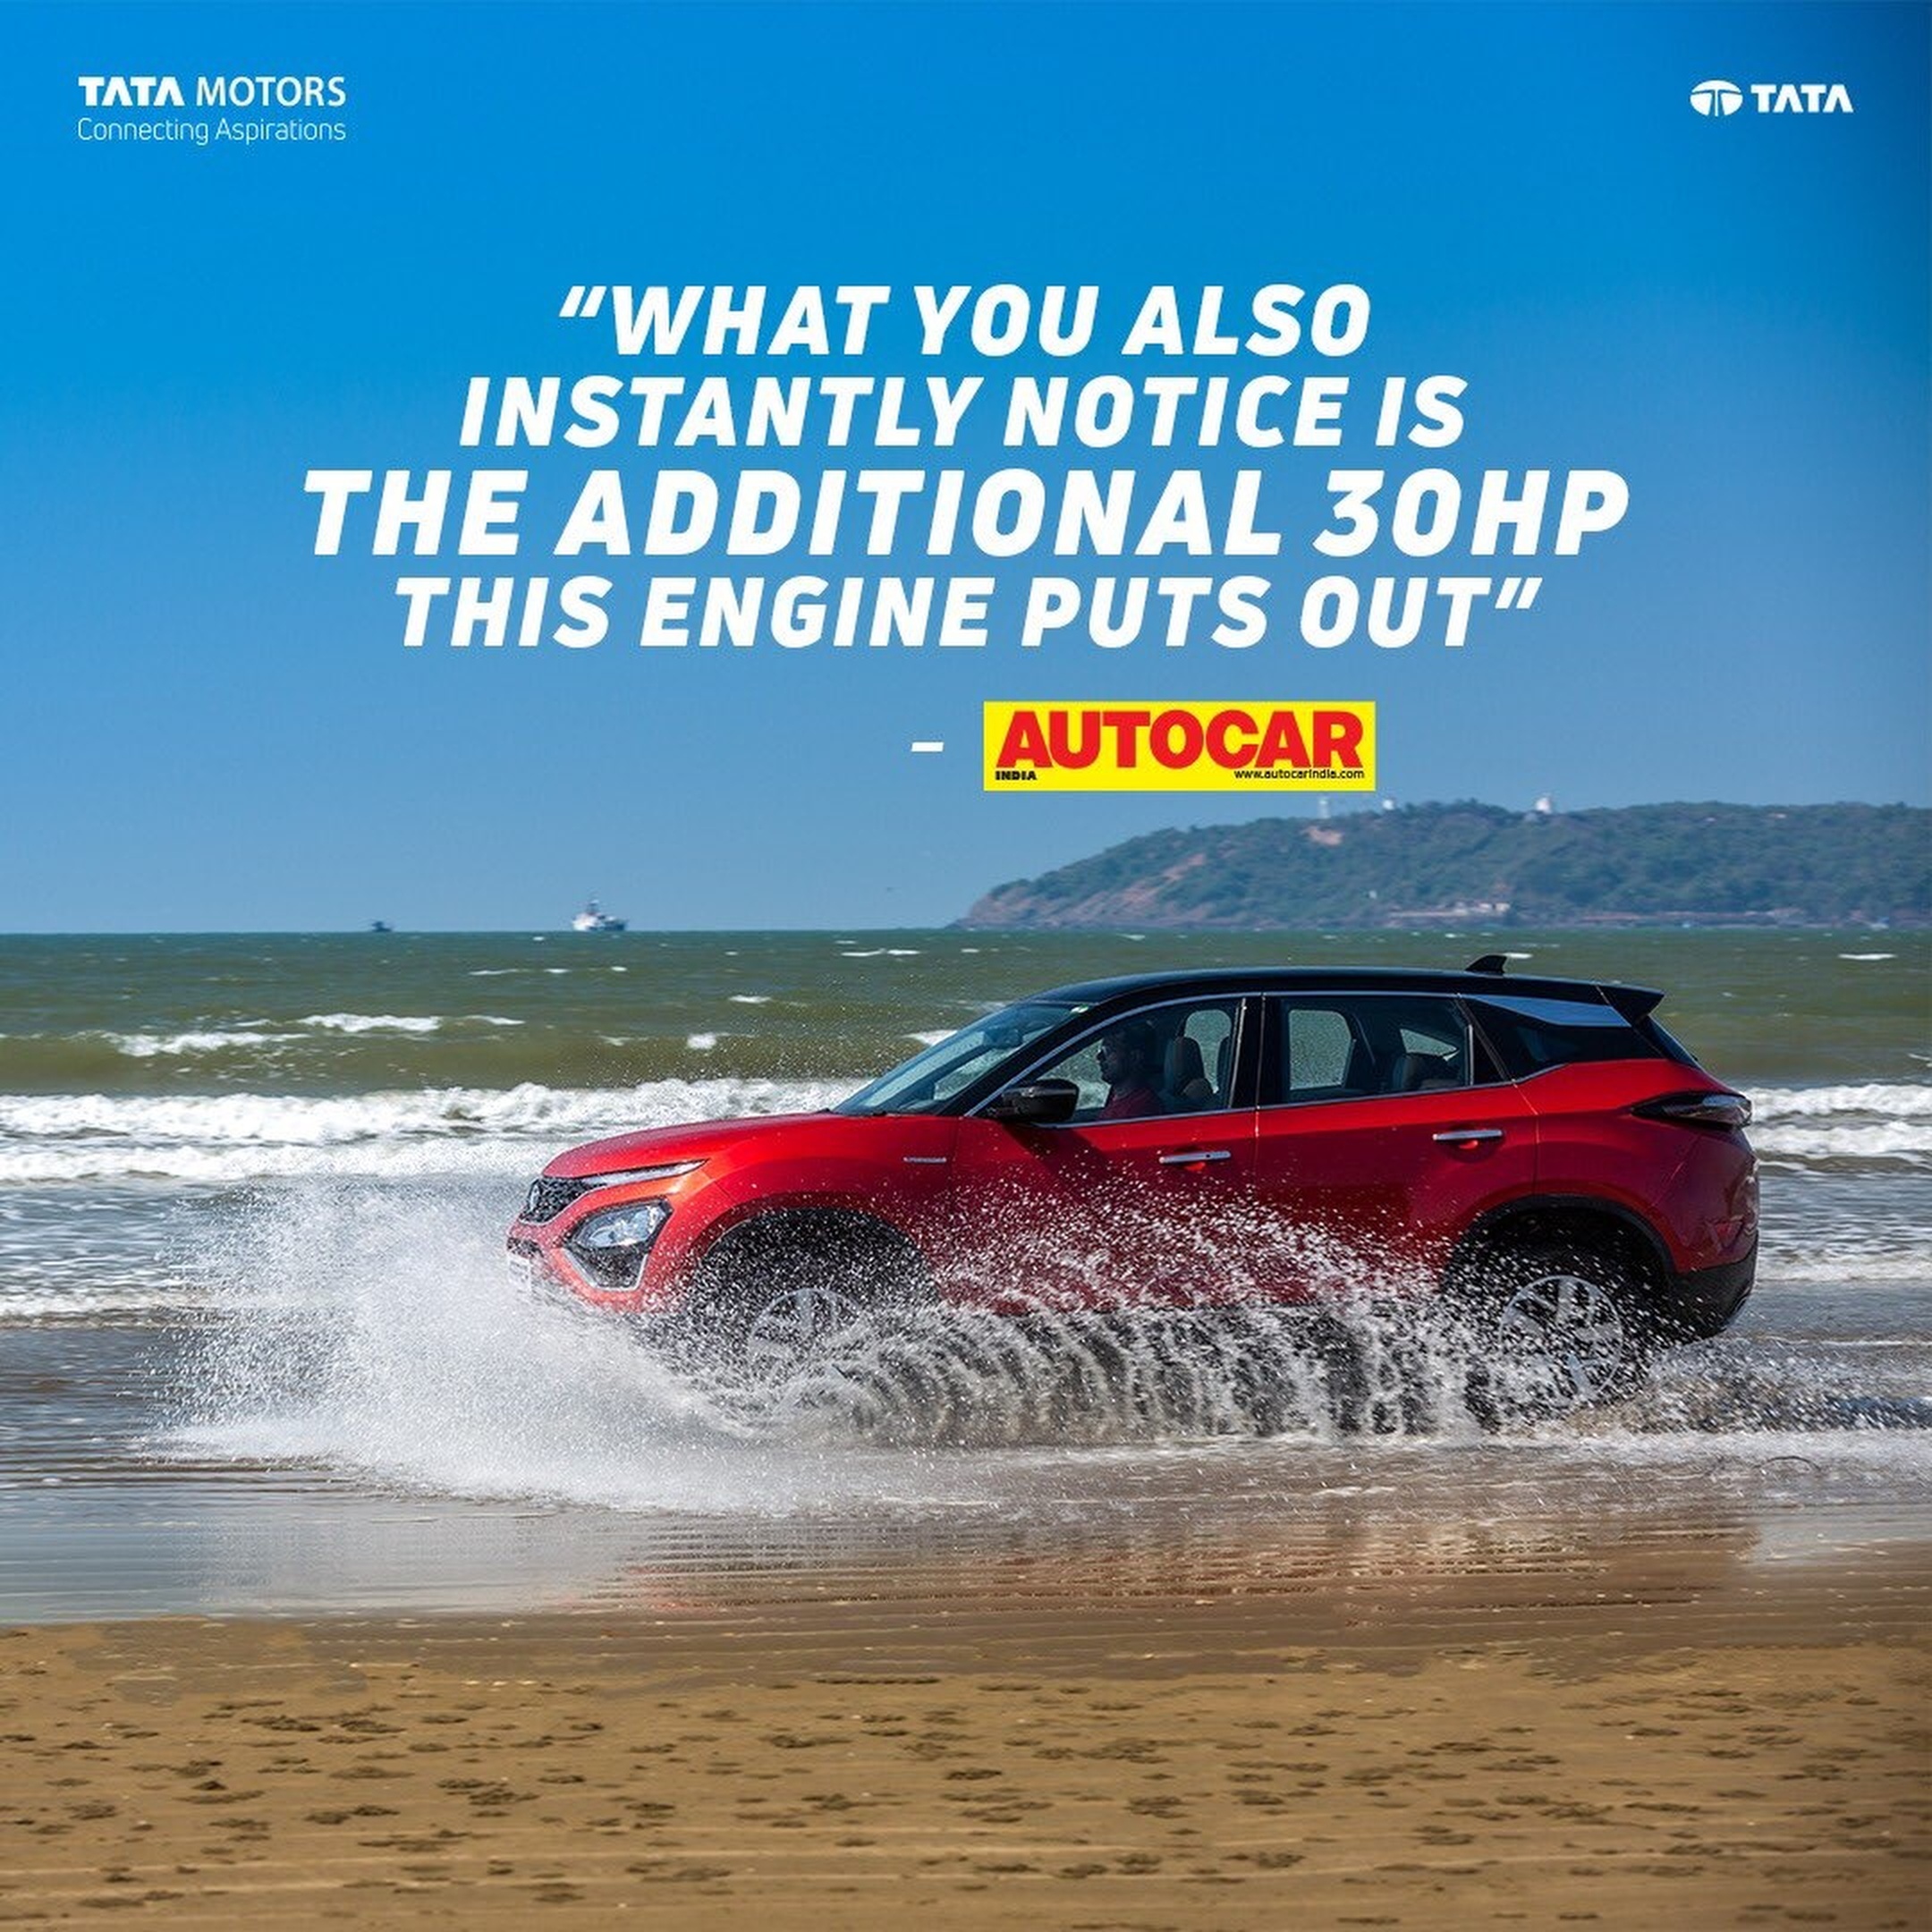 TATA MOTORS
Connecting Aspirations
TATA
“WHAT YOU ALSO
INSTANTLY NOTICE IS
THE ADDITIONAL 30HP
THIS ENGINE PUTS OUT”
– AUTOCAR
INDIA www.autocarindia.com